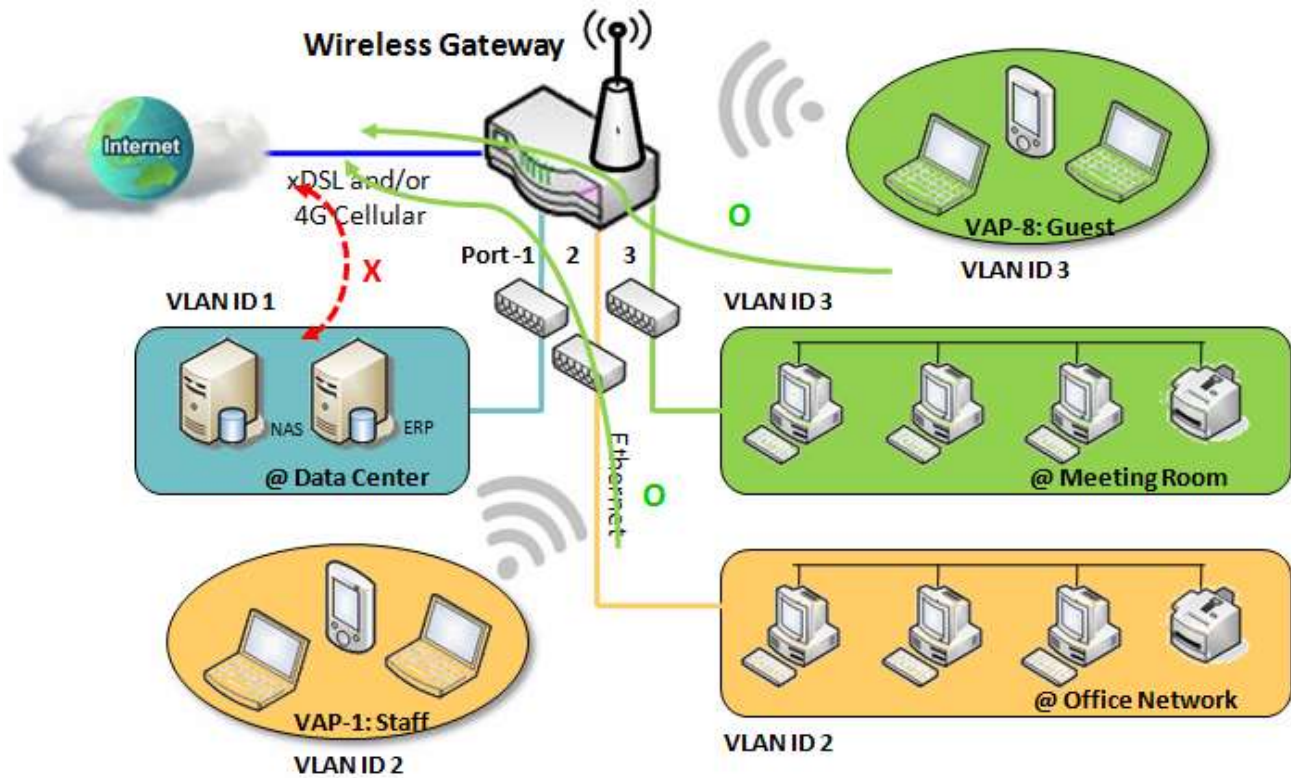 Wireless Gateway
Internet
xDSL and/or
4G Cellular
X
O
VAP-8: Guest
VLAN ID 3
Port -1
2
3
VLAN ID 1
VLAN ID 3
NAS
ERP
@ Data Center
@ Meeting Room
Ethernet
O
VAP-1: Staff
VLAN ID 2
@ Office Network
VLAN ID 2